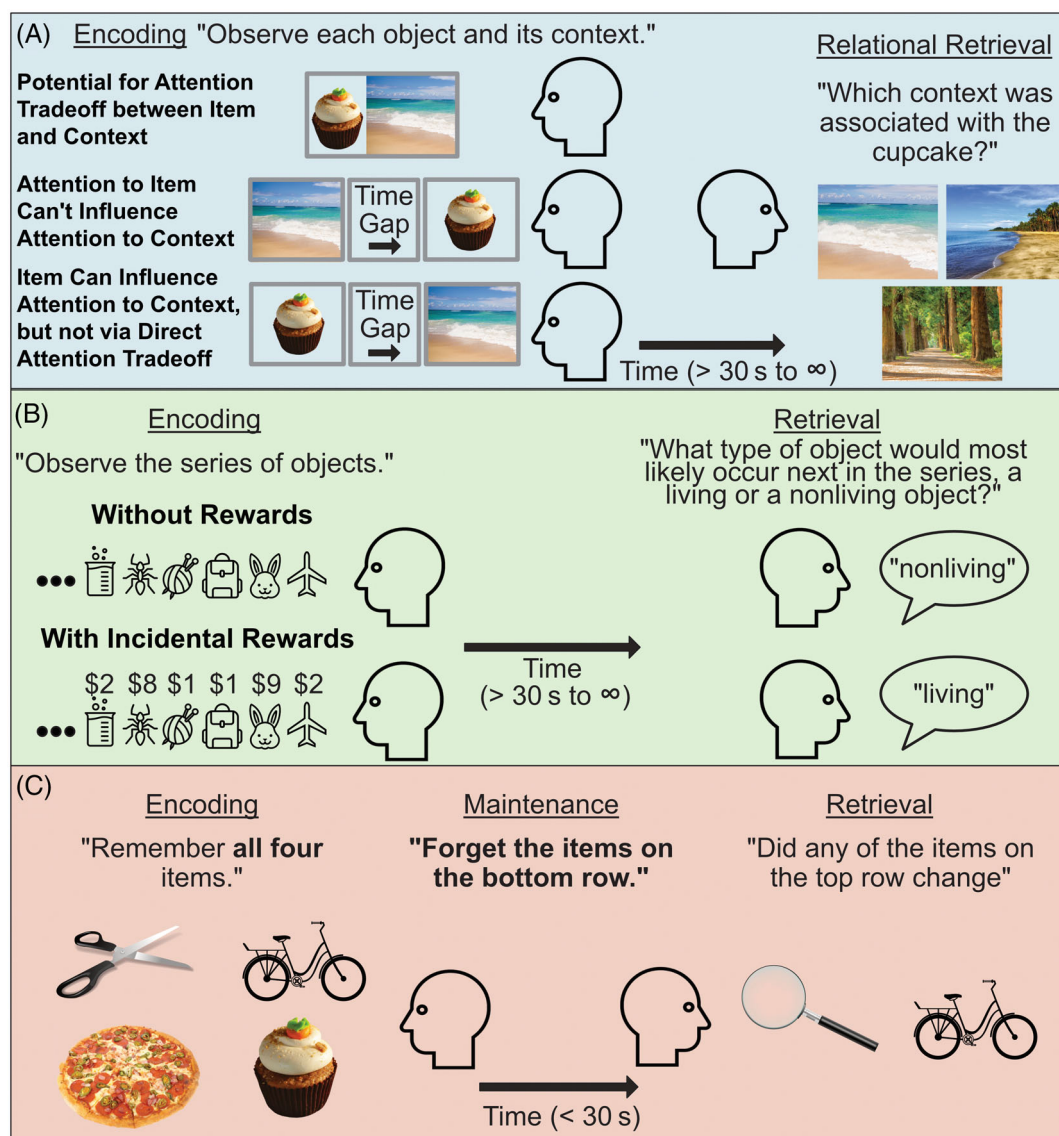 (A) Encoding "Observe each object and its context."
Potential for Attention
Tradeoff between Item
and Context
Attention to Item
Can't Influence
Attention to Context
Time
Gap
Item Can Influence
Attention to Context,
but not via Direct
Attention Tradeoff
Time
Gap
Time (> 30 s to ∞)
Relational Retrieval
"Which context was
associated with the
cupcake?"
(B)
Encoding
"Observe the series of objects."
Without Rewards
•••
With Incidental Rewards
$2 $8 $1 $1 $9 $2
•••
Time
(> 30 s to ∞)
Retrieval
"What type of object would most
likely occur next in the series, a
living or a nonliving object?"
"nonliving"
"living"
(C)
Encoding
"Remember all four
items."
Maintenance
"Forget the items on
the bottom row."
Time (< 30 s)
Retrieval
"Did any of the items on
the top row change"